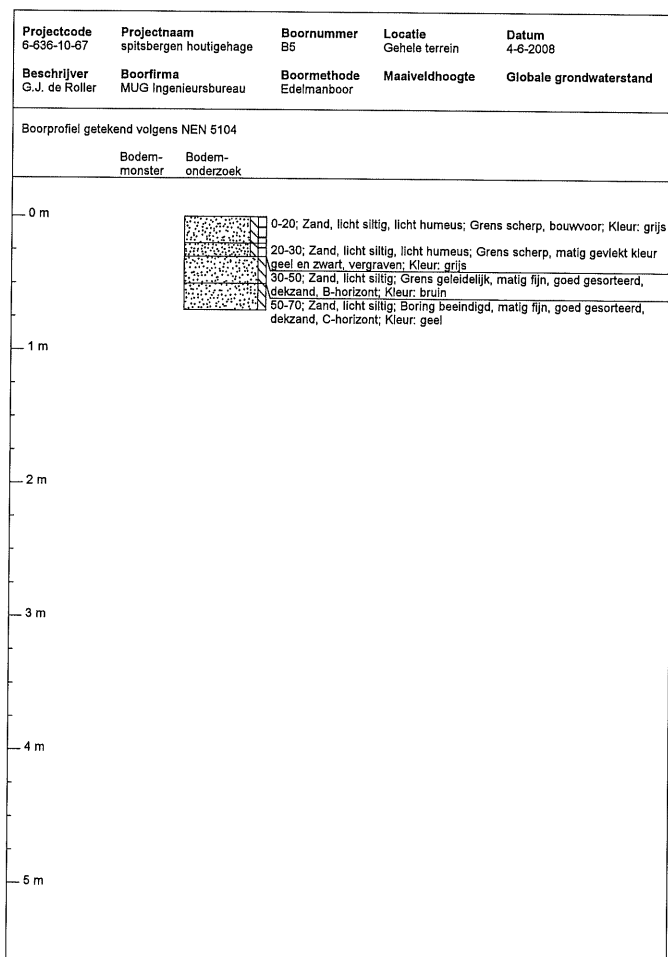 Projectcode Projectnaam Boornummer Locatie Datum
6-636-10-67 spitsbergen houtigehage B5 Gehele terrein 4-6-2008
Beschrijver Boorfirma Boormethode Maaiveldhoogte Globale grondwaterstand
G.J. de Roller MUG Ingenieursbureau Edelmanboor
Boorprofiel getekend volgens NEN 5104
Bodem- Bodem-
monster onderzoek
0 m
0-20; Zand, licht siltig, licht humeus; Grens scherp, bouwvoor; Kleur: grijs
20-30; Zand, licht siltig, licht humeus; Grens scherp, matig gevlekt kleur
geel en zwart, vergraven; Kleur: grijs
30-50; Zand, licht siltig; Grens geleidelijk, matig fijn, goed gesorteerd,
dekzand, B-horizont; Kleur: bruin
50-70; Zand, licht siltig; Boring beeindigd, matig fijn, goed gesorteerd,
dekzand, C-horizont; Kleur: geel
1 m
2 m
3 m
4 m
5 m